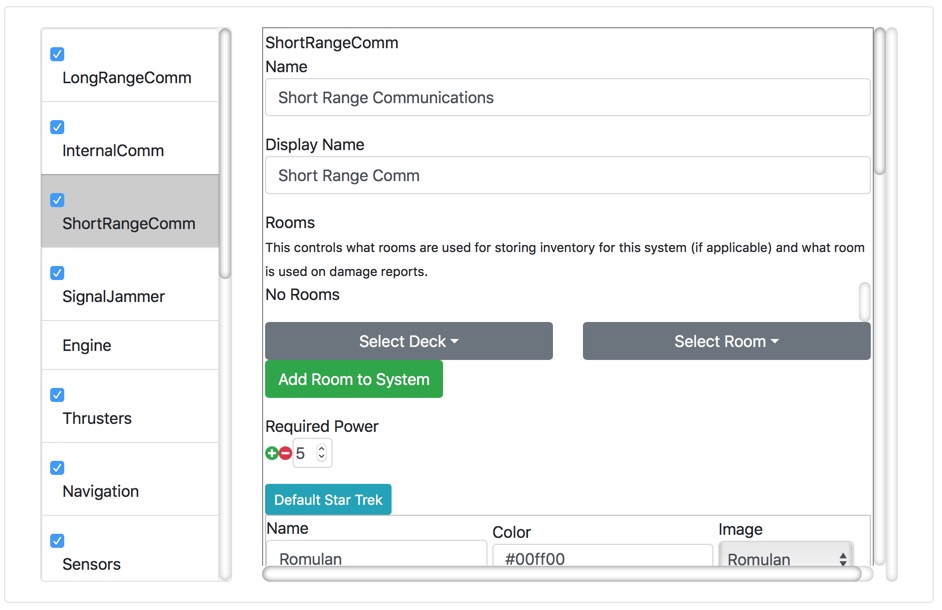 LongRangeComm
InternalComm
ShortRangeComm
SignalJammer
Engine
Thrusters
Navigation
Sensors
ShortRangeComm
Name
Short Range Communications
Display Name
Short Range Comm
Rooms
This controls what rooms are used for storing inventory for this system (if applicable) and what room
is used on damage reports.
No Rooms
Select Deck Select Room
Add Room to System
Required Power
5
Default Star Trek
Name Color Image
Romulan #00ff00 Romulan